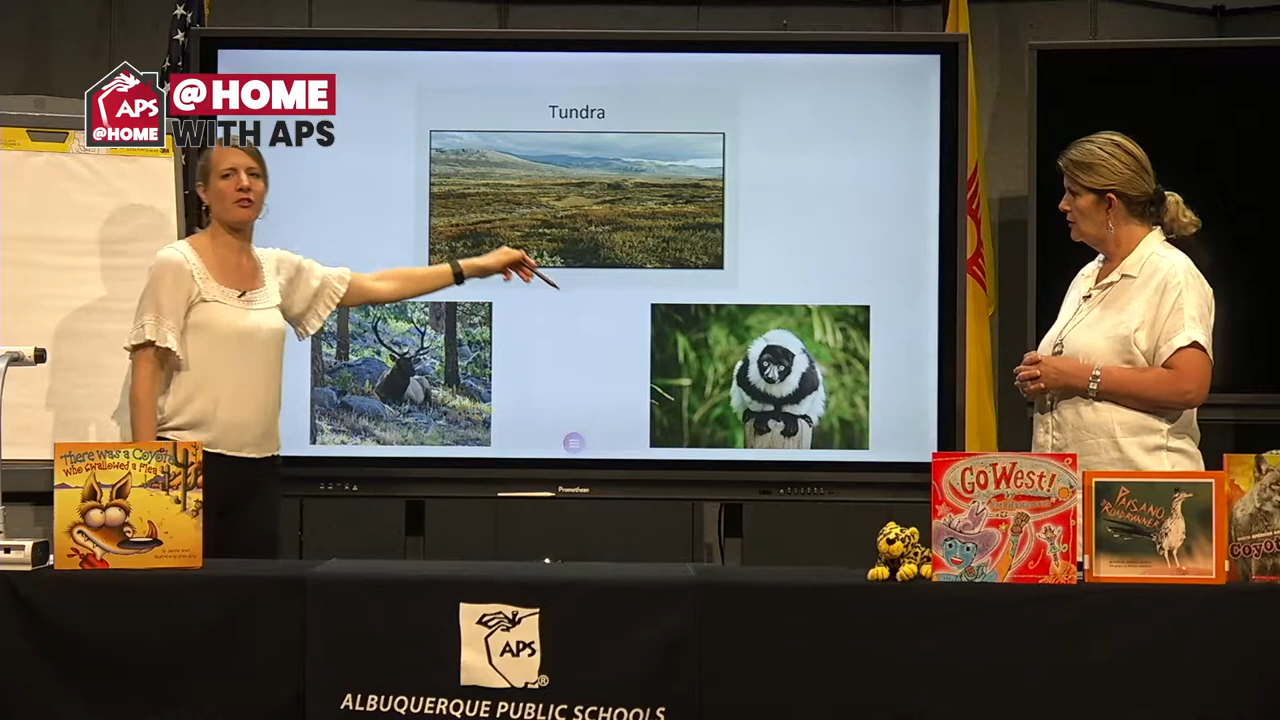 APS
@HOME
@HOME
WITH APS
Tundra
There was a Coyote
Who Swallowed a Flea
Promethean
Go West!
PAISANO
ROADRUNNER
Coyo
APS
ALBUQUERQUE PUBLIC SCHOOLS